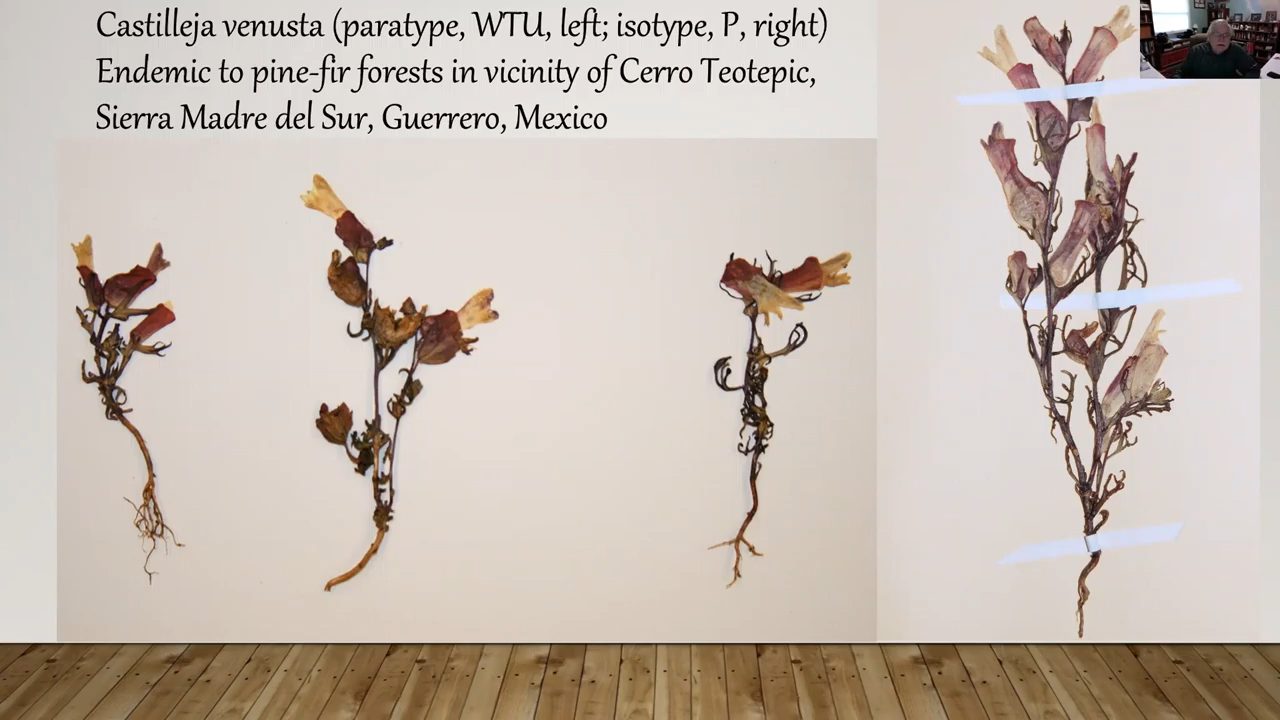 Castilleja venusta (paratype, WTU, left; isotype, P, right)
Endemic to pine-fir forests in vicinity of Cerro Teotepic,
Sierra Madre del Sur, Guerrero, Mexico